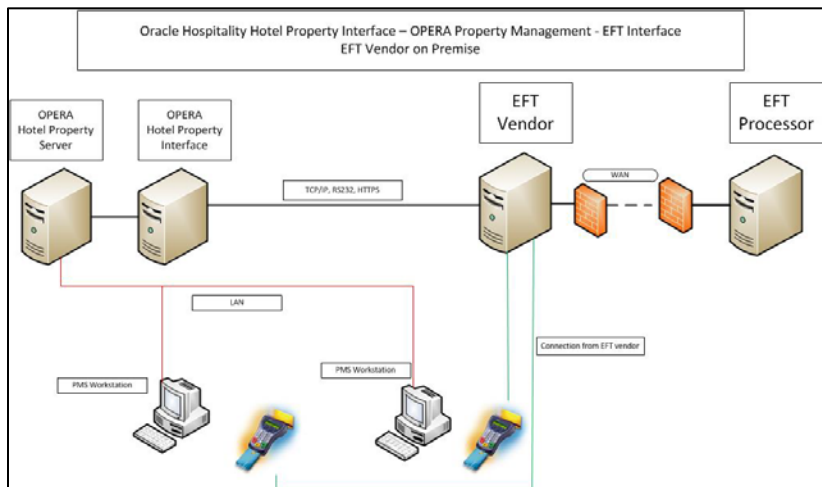 Oracle Hospitality Hotel Property Interface – OPERA Property Management - EFT Interface
EFT Vendor on Premise
OPERA
Hotel Property
Server
OPERA
Hotel Property
Interface
EFT
Vendor
EFT
Processor
WAN
TCP/IP, RS232, HTTPS
LAN
Connection from EFT vendor
PMS Workstation
PMS Workstation